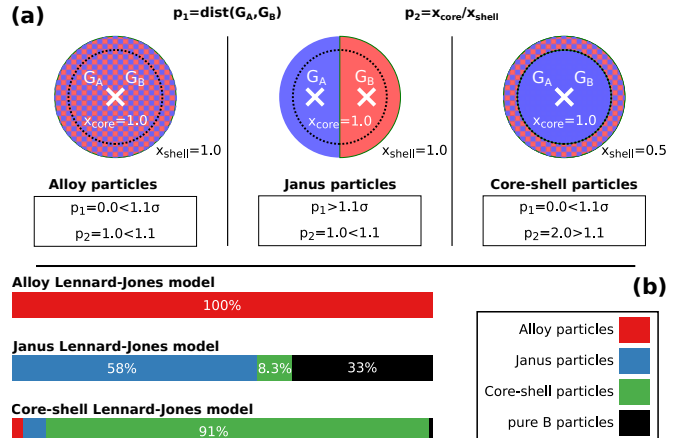 (a)
p₁=dist(G_A,G_B)
p₂=x_core/x_shell
G_A G_B
x_core=1.0
x_shell=1.0
Alloy particles
p₁=0.0<1.1σ
p₂=1.0<1.1
G_A G_B
x_core=1.0
x_shell=1.0
Janus particles
p₁>1.1σ
p₂=1.0<1.1
G_A G_B
x_core=1.0
x_shell=0.5
Core-shell particles
p₁=0.0<1.1σ
p₂=2.0>1.1
(b)
Alloy Lennard-Jones model
100%
Janus Lennard-Jones model
58% 8.3% 33%
Core-shell Lennard-Jones model
91%
Alloy particles
Janus particles
Core-shell particles
pure B particles